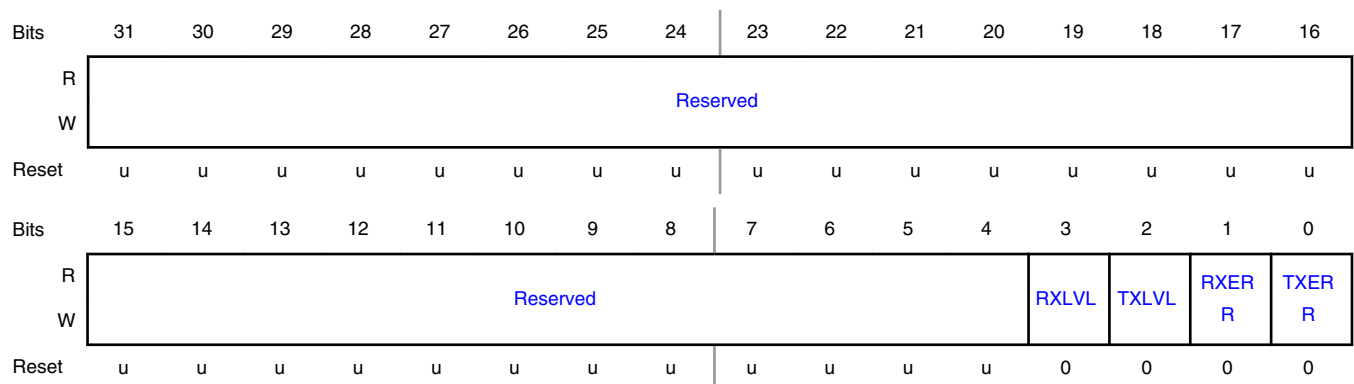 Bits 31 30 29 28 27 26 25 24 23 22 21 20 19 18 17 16
R
Reserved
W
Reset u u u u u u u u u u u u u u u u
Bits 15 14 13 12 11 10 9 8 7 6 5 4 3 2 1 0
R
Reserved RXLVL TXLVL RXER TXER
R R
W
Reset u u u u u u u u u u u u 0 0 0 0